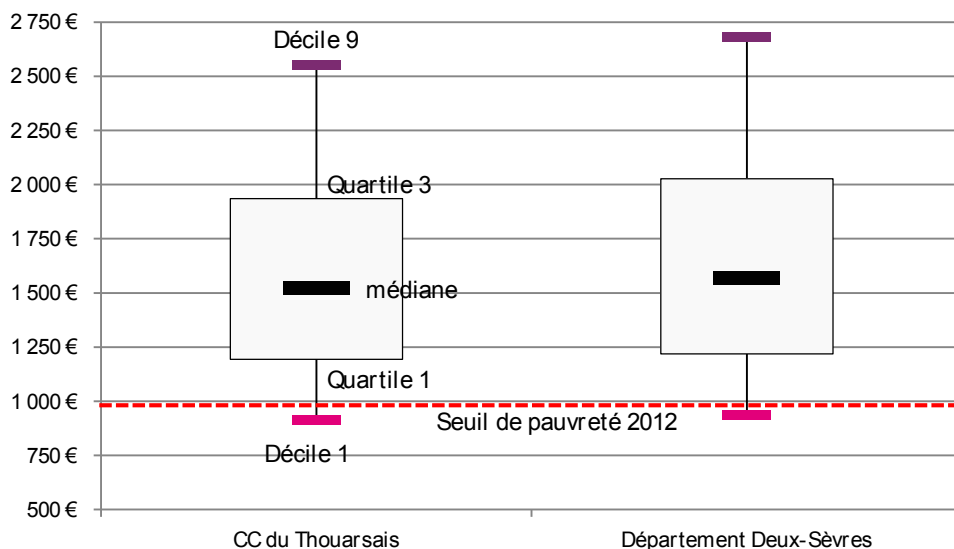 2 750 €
Décile 9
2 500 €
2 250 €
2 000 €
Quartile 3
1 750 €
1 500 €
médiane
1 250 €
Quartile 1
1 000 €
Seuil de pauvreté 2012
750 €
Décile 1
500 €
CC du Thouarsais
Département Deux-Sèvres